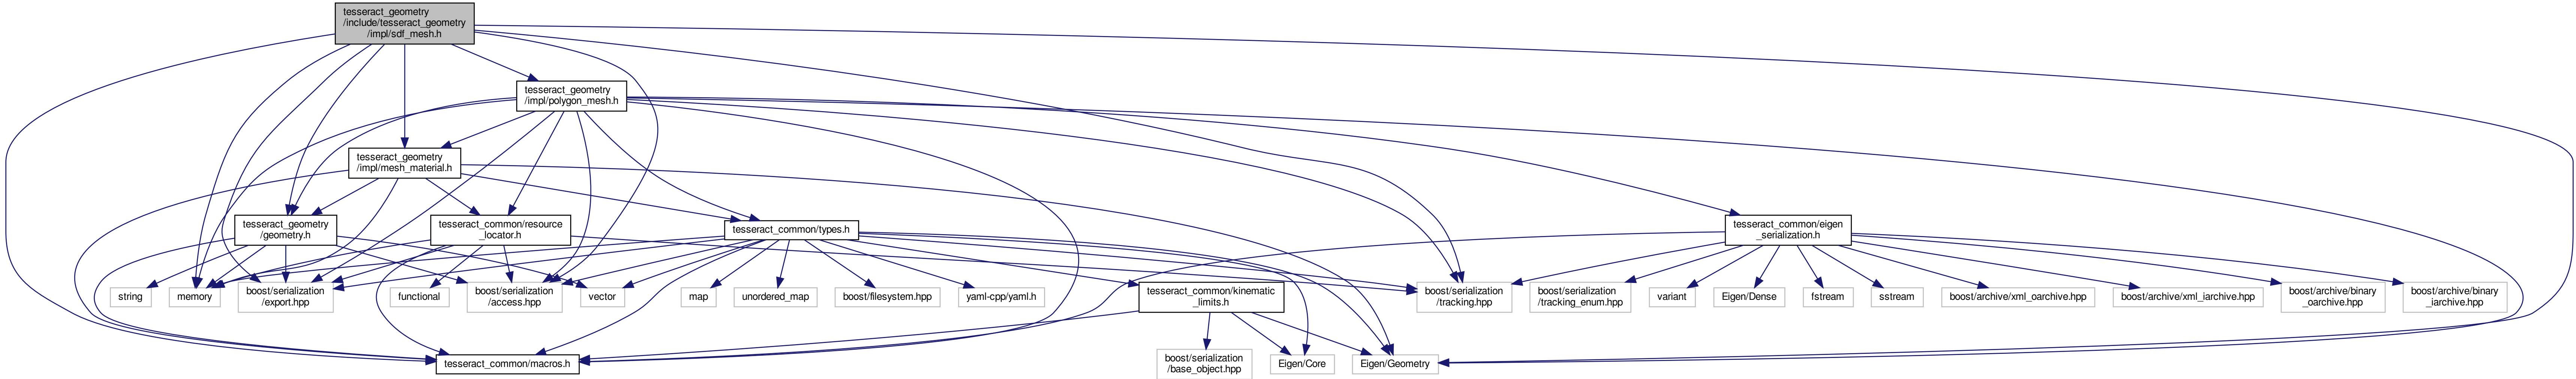 tesseract_geometry
/include/tesseract_geometry
/impl/sdf_mesh.h
tesseract_geometry
/impl/polygon_mesh.h
tesseract_geometry
/impl/mesh_material.h
tesseract_geometry
/geometry.h
tesseract_common/resource
_locator.h
tesseract_common/types.h
tesseract_common/eigen
_serialization.h
string
memory
boost/serialization
/export.hpp
functional
boost/serialization
/access.hpp
vector
map
unordered_map
boost/filesystem.hpp
yaml-cpp/yaml.h
tesseract_common/kinematic
_limits.h
boost/serialization
/tracking.hpp
boost/serialization
/tracking_enum.hpp
variant
Eigen/Dense
fstream
sstream
boost/archive/xml_oarchive.hpp
boost/archive/xml_iarchive.hpp
boost/archive/binary
_oarchive.hpp
boost/archive/binary
_iarchive.hpp
tesseract_common/macros.h
boost/serialization
/base_object.hpp
Eigen/Core
Eigen/Geometry